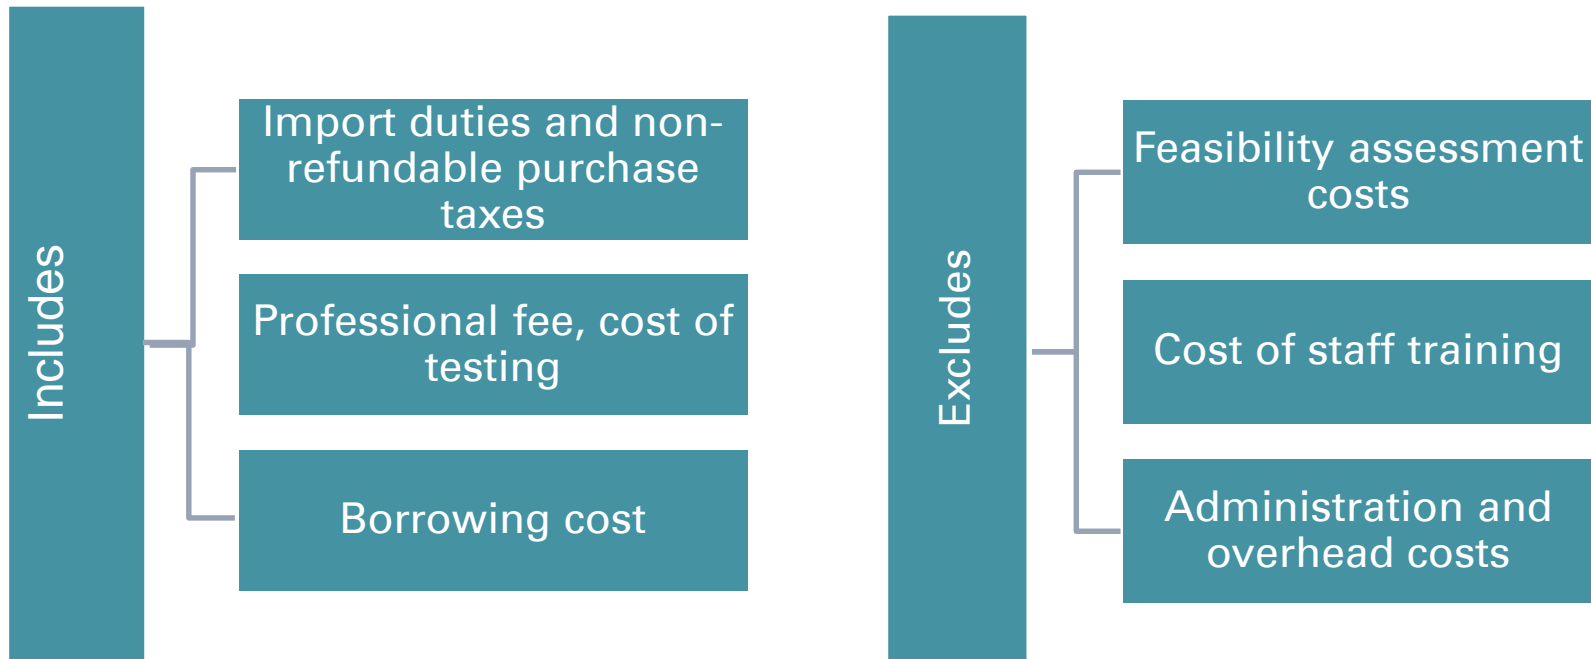 Includes
Import duties and non-
refundable purchase
taxes
Professional fee, cost of
testing
Borrowing cost
Excludes
Feasibility assessment
costs
Cost of staff training
Administration and
overhead costs